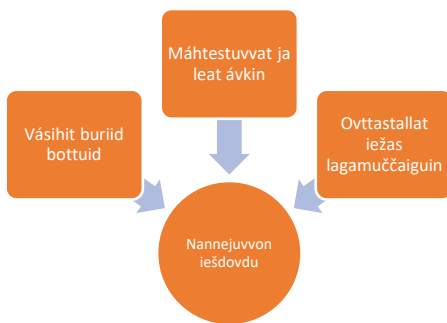 Máhtestuvvat ja
leat ávkin
Vásihit buriid
bottuid
Ovttastallat
iežas
lagamuččaiguin
Nannejuvvon
iešdovdu